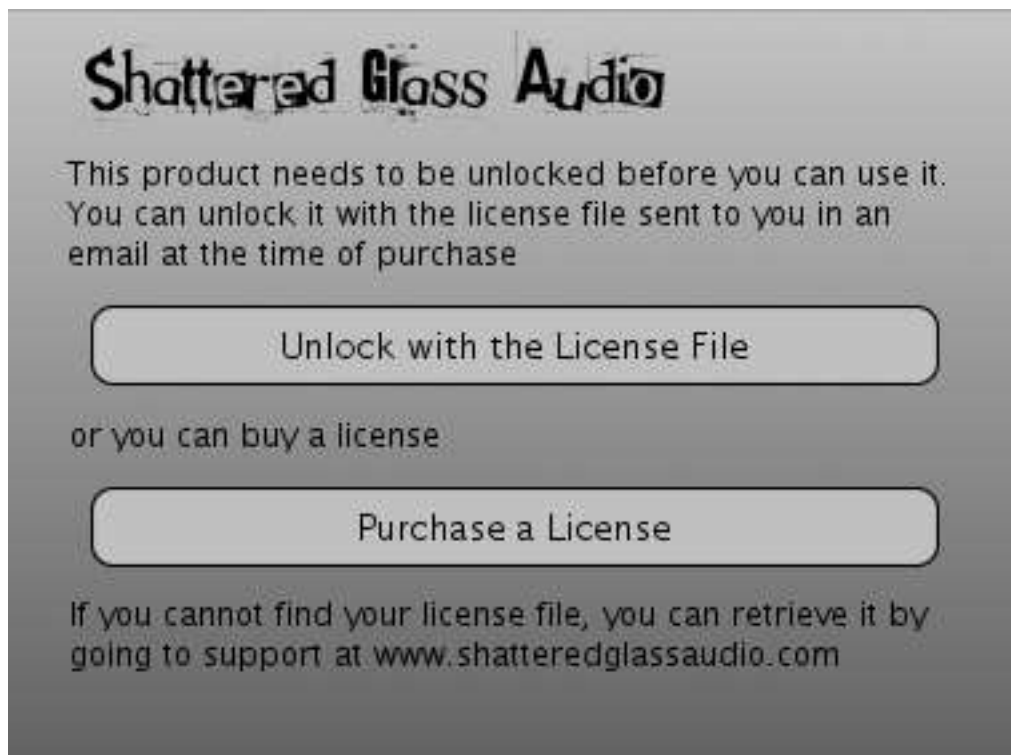 Shattered Glass Audio
This product needs to be unlocked before you can use it.
You can unlock it with the license file sent to you in an
email at the time of purchase
Unlock with the License File
or you can buy a license
Purchase a License
If you cannot find your license file, you can retrieve it by
going to support at www.shatteredglassaudio.com